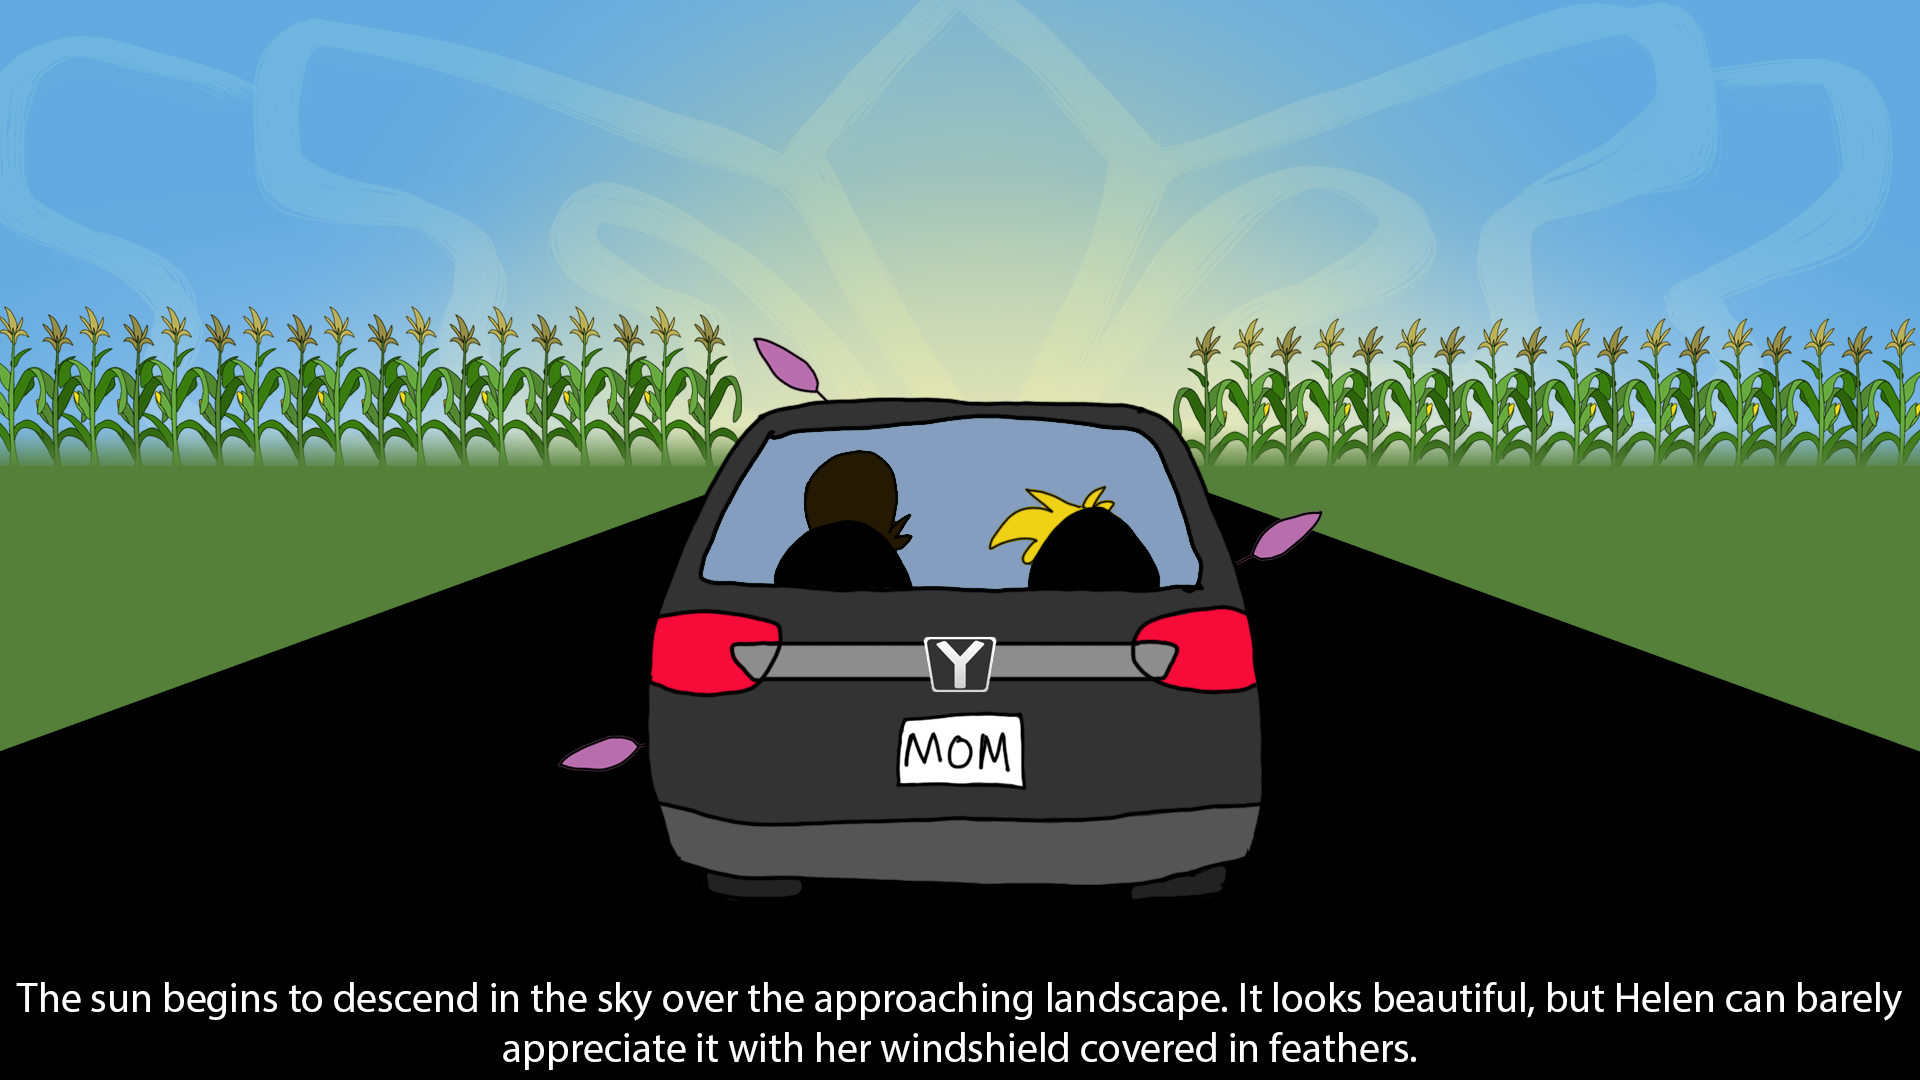 Y
MOM
The sun begins to descend in the sky over the approaching landscape. It looks beautiful, but Helen can barely
appreciate it with her windshield covered in feathers.